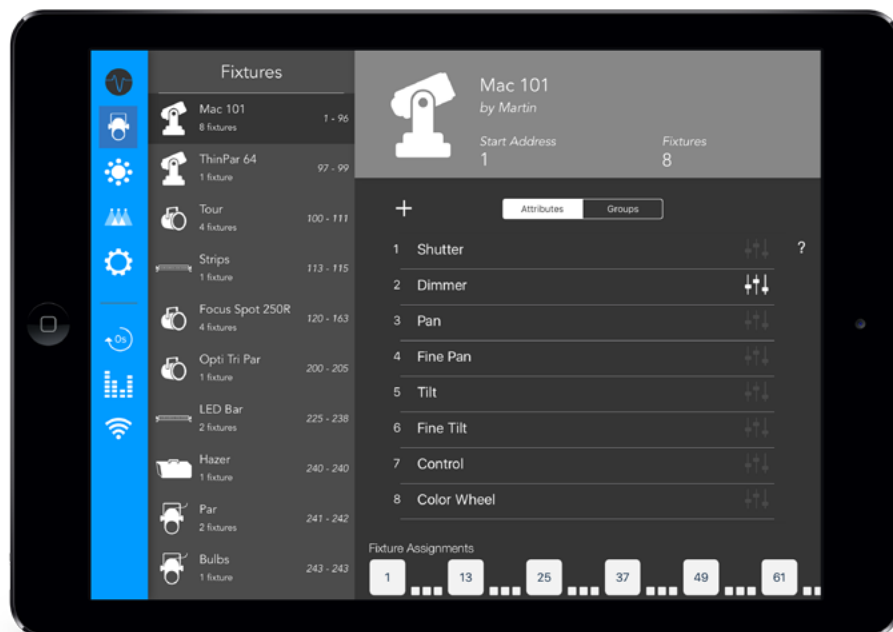 Fixtures
Mac 101
8 fixtures
1 - 96
ThinPar 64
1 fixture
97 - 99
Tour
4 fixtures
100 - 111
Strips
1 fixture
113 - 115
Focus Spot 250R
4 fixtures
120 - 163
Opti Tri Par
1 fixture
200 - 205
LED Bar
2 fixtures
225 - 238
Hazer
1 fixture
240 - 240
Par
2 fixtures
241 - 242
Bulbs
1 fixture
243 - 243
0s
Mac 101
by Martin
Start Address
1
Fixtures
8
+
Attributes
Groups
1 Shutter
?
2 Dimmer
3 Pan
4 Fine Pan
5 Tilt
6 Fine Tilt
7 Control
8 Color Wheel
Fixture Assignments
1 13 25 37 49 61